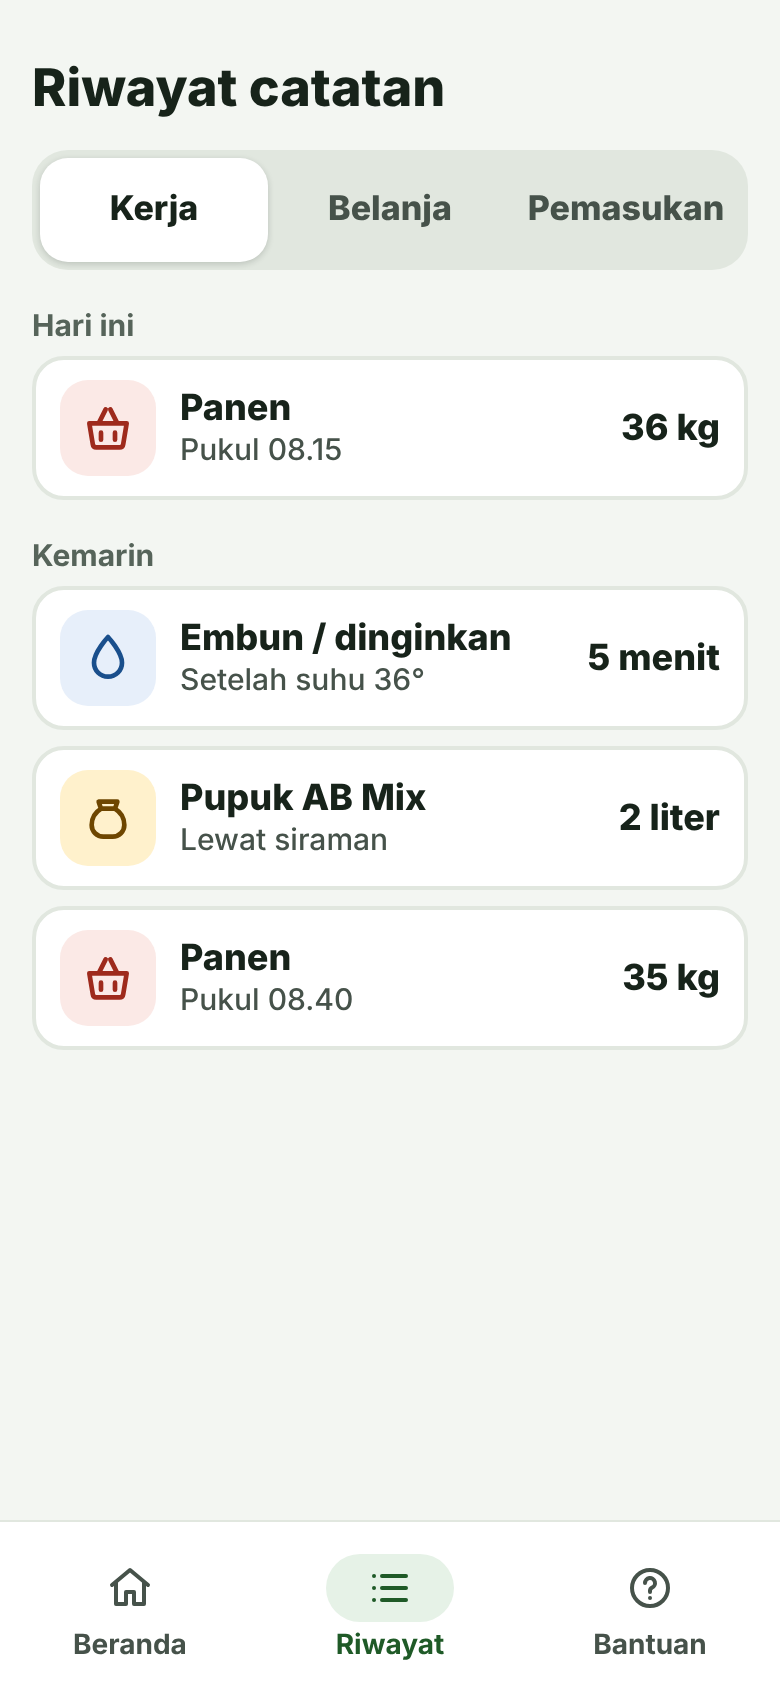 Riwayat catatan
Kerja
Belanja
Pemasukan
Hari ini
Panen
Pukul 08.15
36 kg
Kemarin
Embun / dinginkan
Setelah suhu 36°
5 menit
Pupuk AB Mix
Lewat siraman
2 liter
Panen
Pukul 08.40
35 kg
Beranda
Riwayat
Bantuan